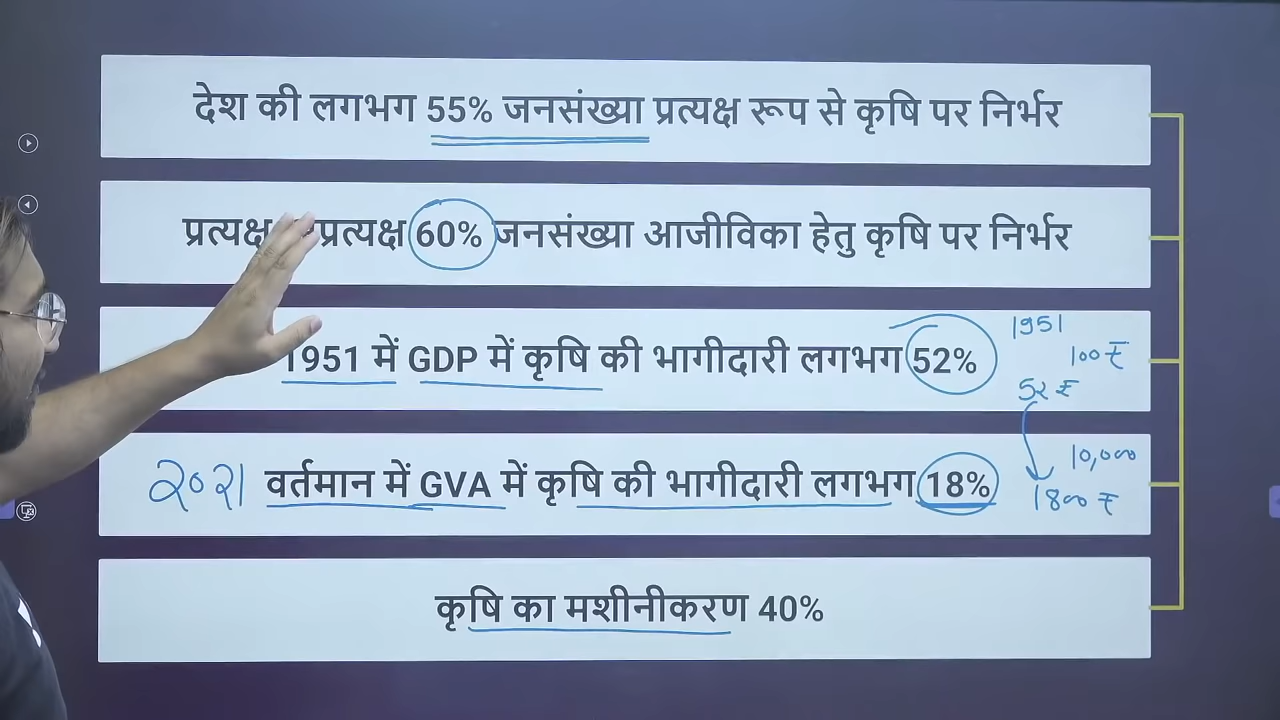 देश की लगभग 55% जनसंख्या प्रत्यक्ष रूप से कृषि पर निर्भर
प्रत्यक्ष प्रत्यक्ष 60% जनसंख्या आजीविका हेतु कृषि पर निर्भर
1951 में GDP में कृषि की भागीदारी लगभग 52%
1951
100 ₹
52 ₹
2021 वर्तमान में GVA में कृषि की भागीदारी लगभग 18%
10,000
1800 ₹
कृषि का मशीनीकरण 40%